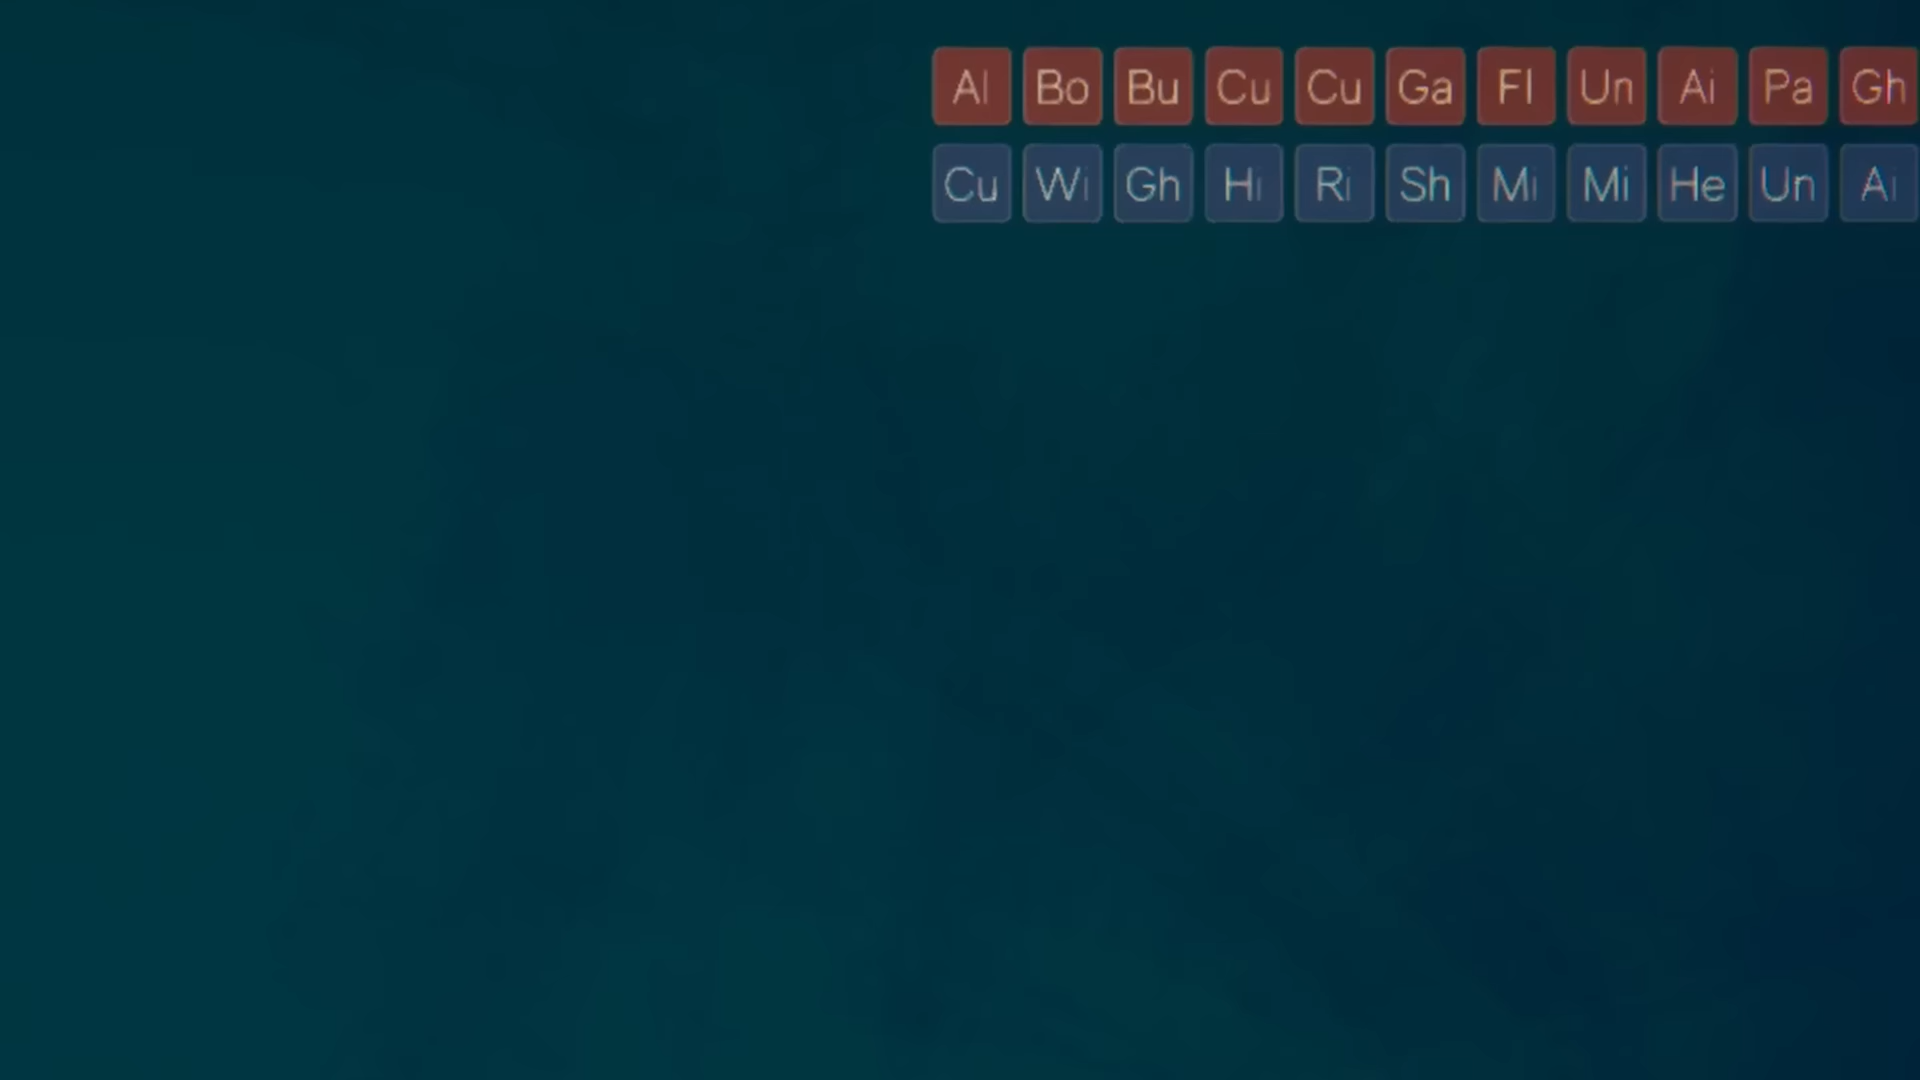 Al Bo Bu Cu Cu Ga Fl Un Ai Pa Gh
Cu Wi Gh Hi Ri Sh Mi Mi He Un Ai